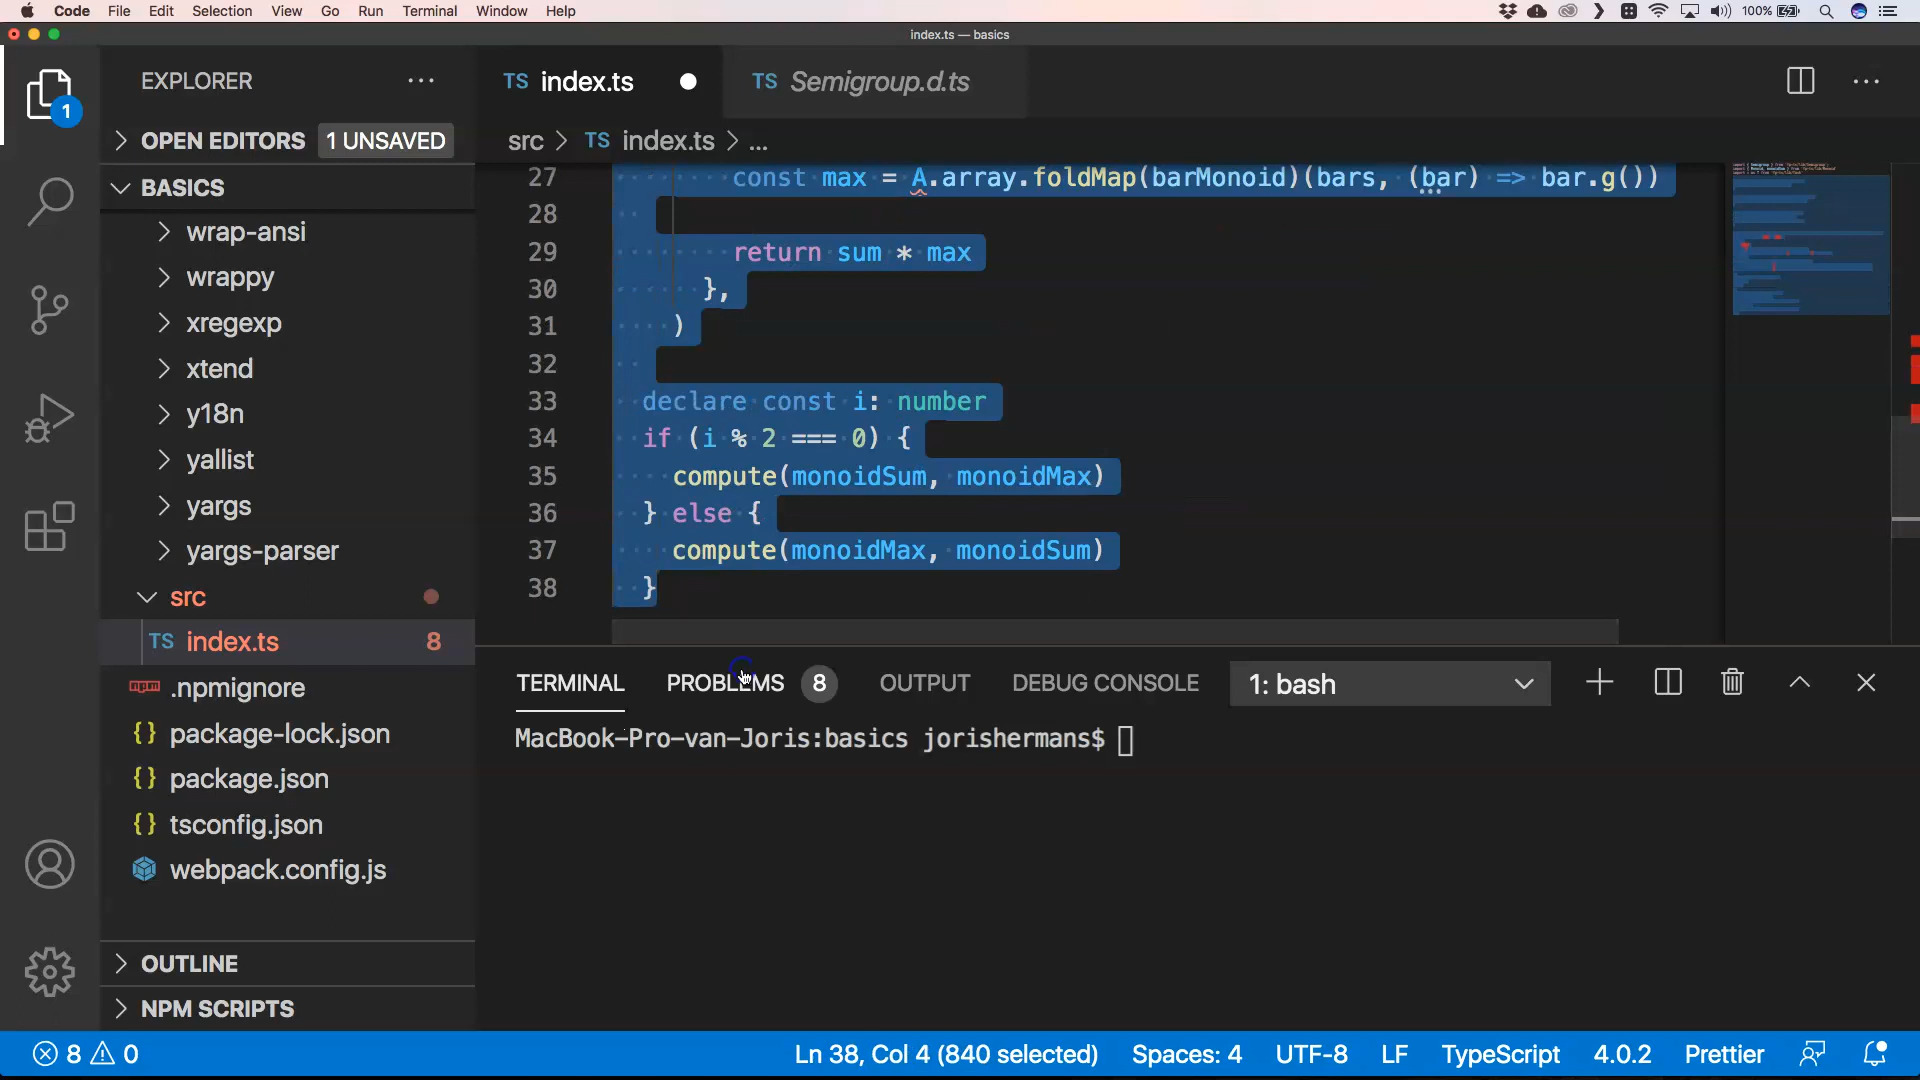 Code File Edit Selection View Go Run Terminal Window Help 100%
index.ts — basics
EXPLORER
TS index.ts
TS Semigroup.d.ts
OPEN EDITORS 1 UNSAVED
src > TS index.ts > ...
BASICS
wrap-ansi
wrappy
xregexp
xtend
y18n
yallist
yargs
yargs-parser
src
TS index.ts 8
.npmignore
{} package-lock.json
{} package.json
{} tsconfig.json
webpack.config.js
OUTLINE
NPM SCRIPTS
27 const max = A.array.foldMap(barMonoid)(bars, (bar) => bar.g())
28
29 return sum * max
30 },
31 )
32
33 declare const i: number
34 if (i % 2 === 0) {
35 compute(monoidSum, monoidMax)
36 } else {
37 compute(monoidMax, monoidSum)
38 }
TERMINAL PROBLEMS 8 OUTPUT DEBUG CONSOLE 1: bash
MacBook-Pro-van-Joris:basics jorishermans$
1
8 0 Ln 38, Col 4 (840 selected) Spaces: 4 UTF-8 LF TypeScript 4.0.2 Prettier